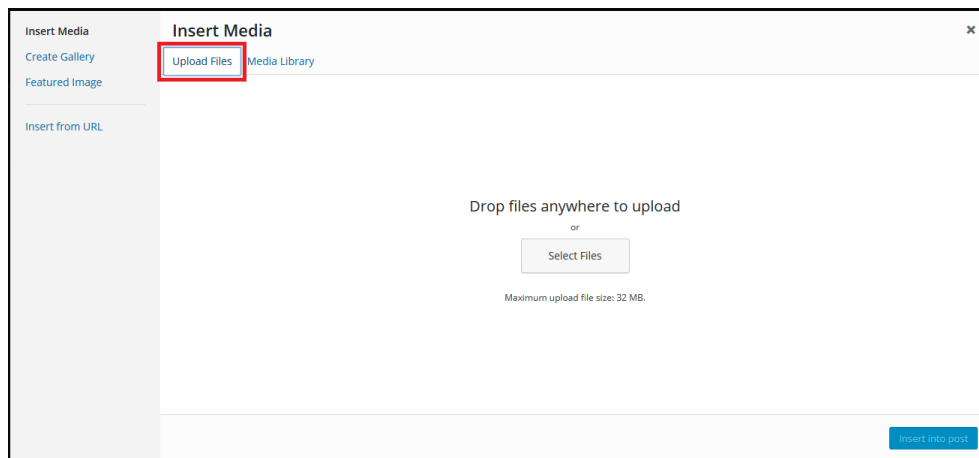 Insert Media
Create Gallery
Featured Image
Insert from URL
Insert Media
Upload Files Media Library
Drop files anywhere to upload
or
Select Files
Maximum upload file size: 32 MB.
Insert into post